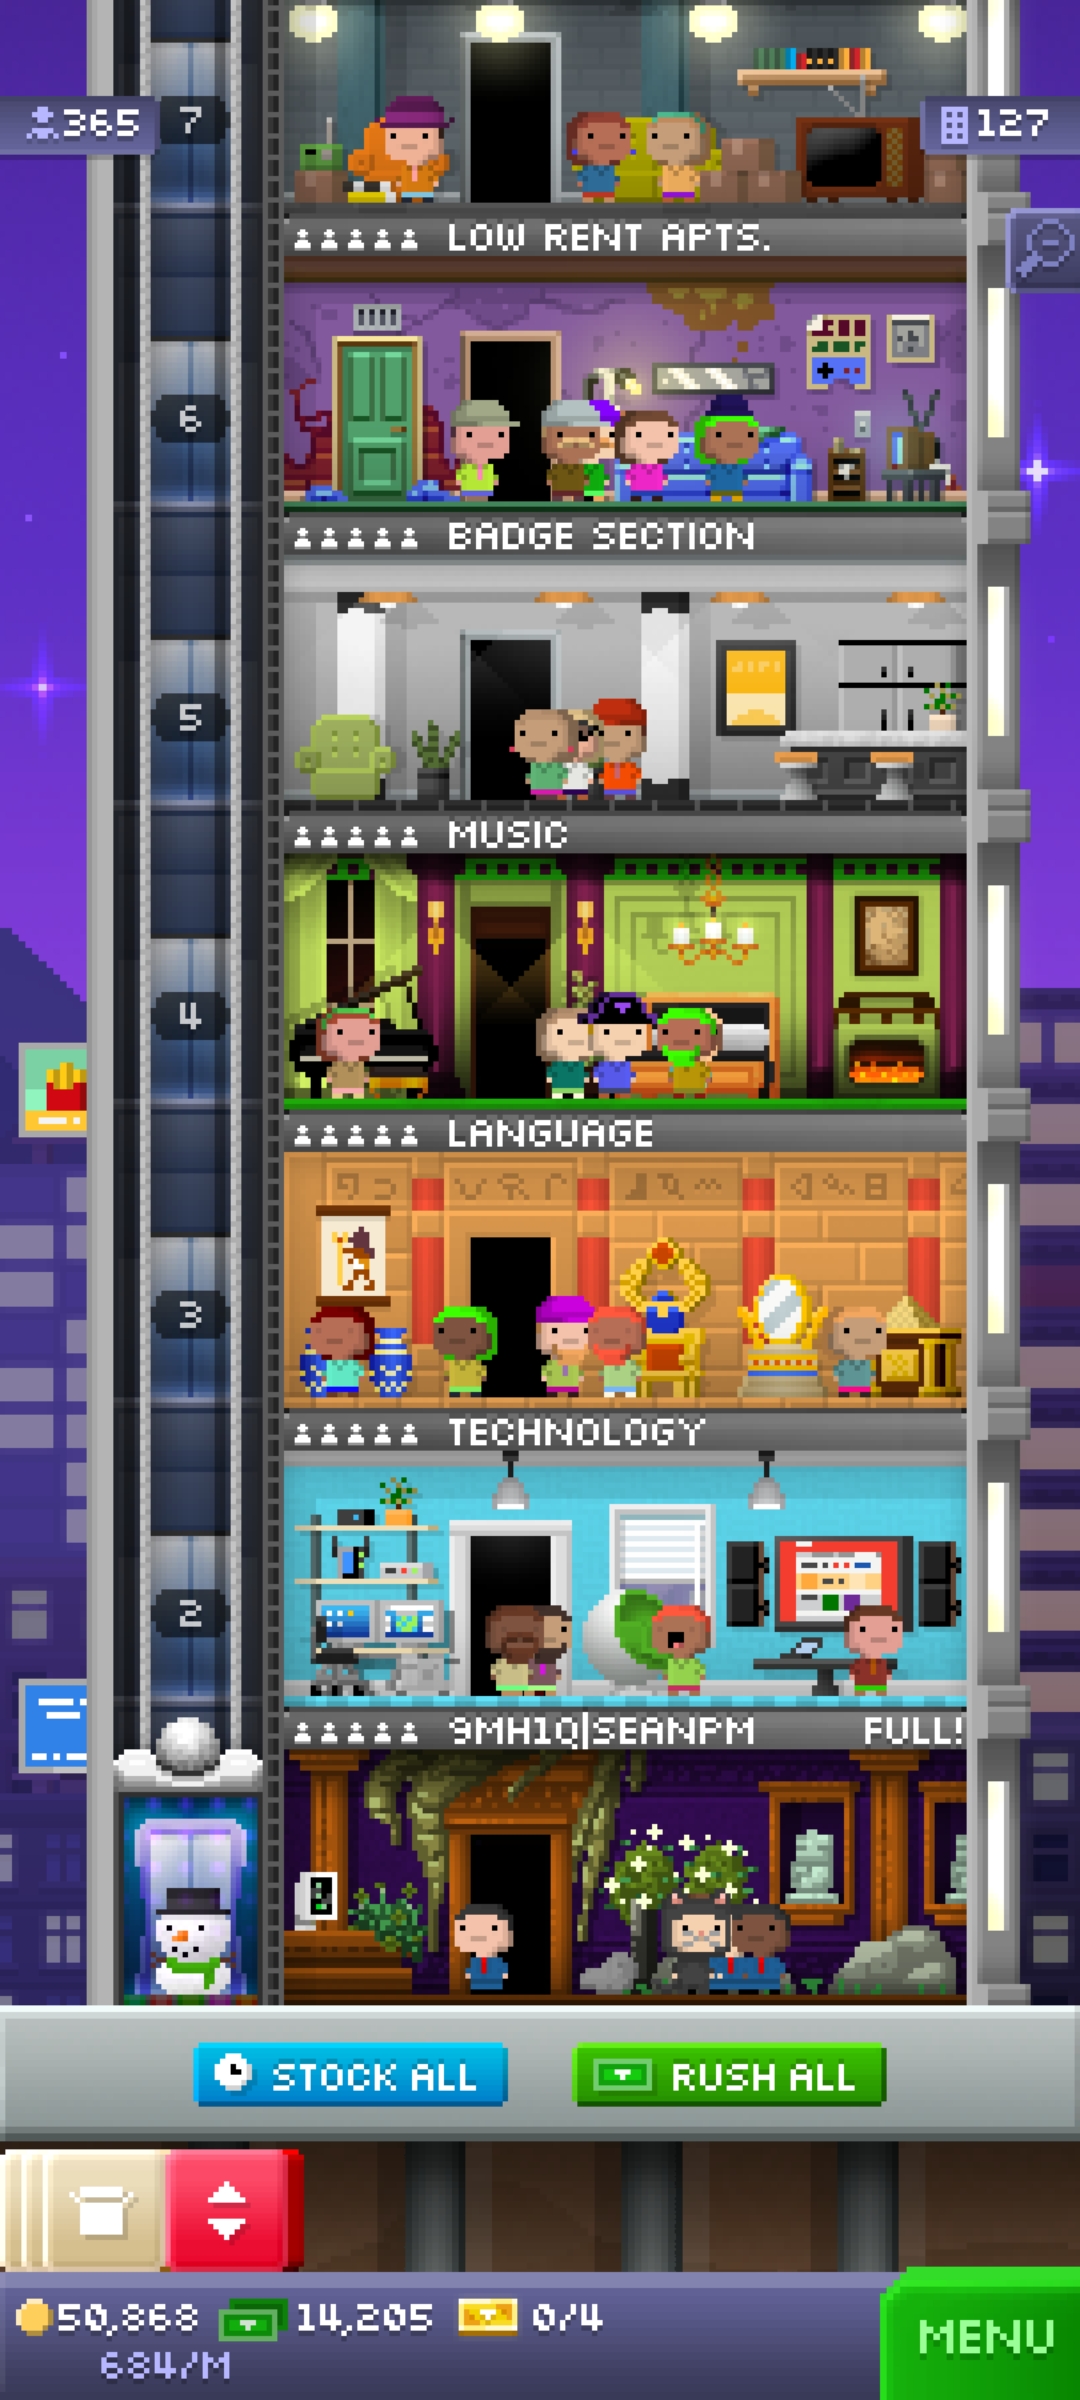 365
7
127
LOW RENT APTS.
6
BADGE SECTION
5
MUSIC
4
LANGUAGE
3
TECHNOLOGY
2
9MH1Q|SEANPM FULL!
STOCK ALL
RUSH ALL
50,868
14,205
0/4
684/M
MENU